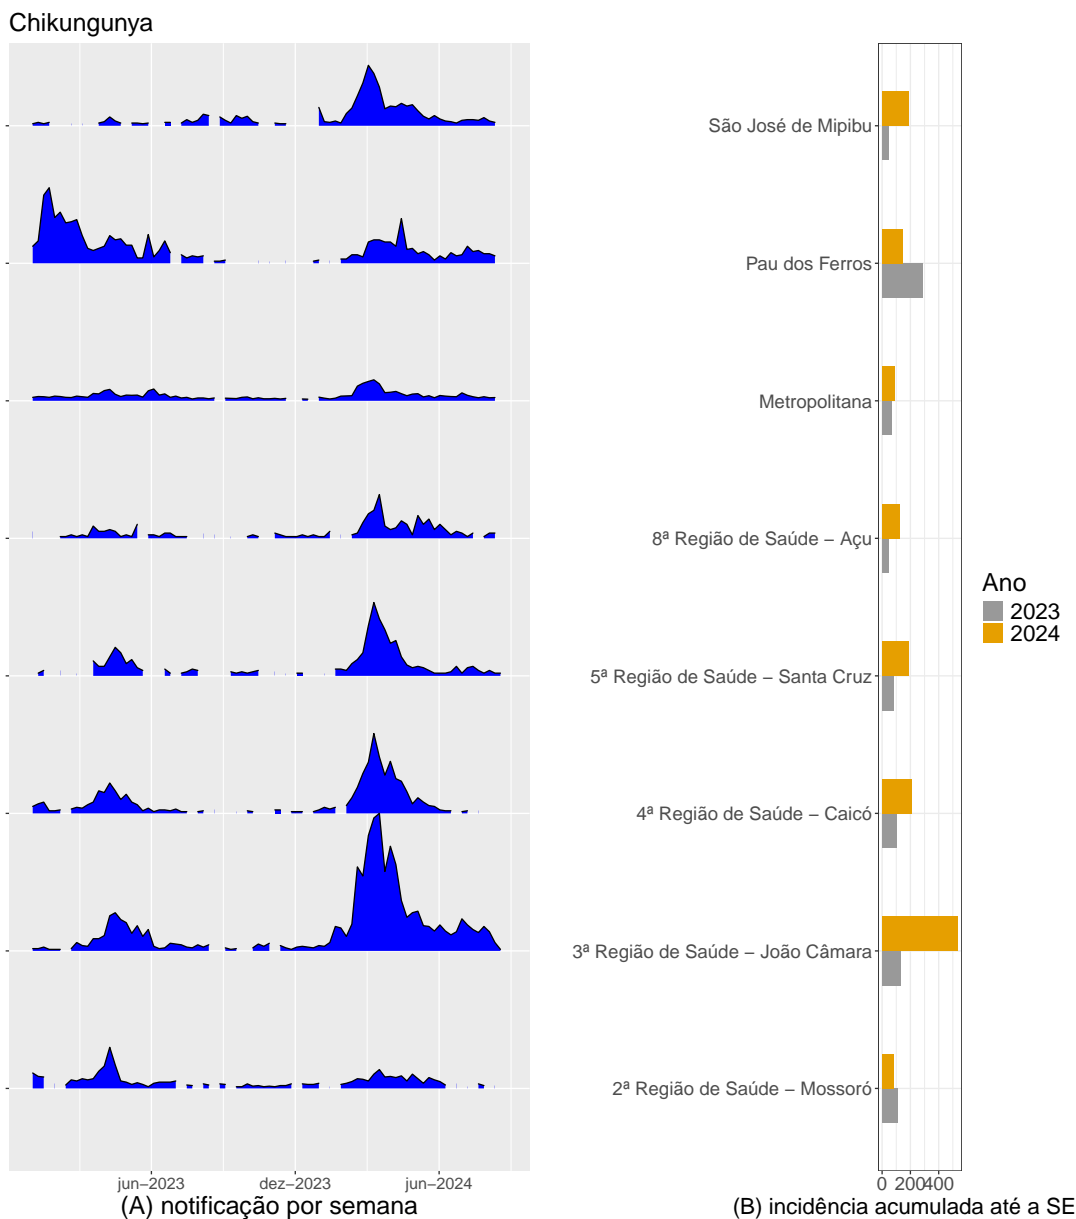 Chikungunya
São José de Mipibu
Pau dos Ferros
Metropolitana
8ª Região de Saúde – Açu
5ª Região de Saúde – Santa Cruz
4ª Região de Saúde – Caicó
3ª Região de Saúde – João Câmara
2ª Região de Saúde – Mossoró
Ano
2023
2024
jun–2023 dez–2023 jun–2024
0 200 400
(A) notificação por semana
(B) incidência acumulada até a SE